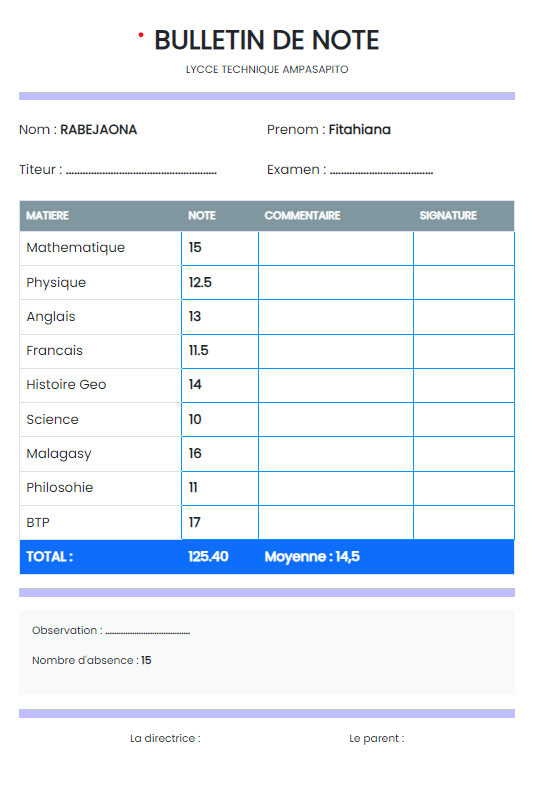 BULLETIN DE NOTE
LYCCE TECHNIQUE AMPASAPITO
Nom : RABEJAONA Prenom : Fitahiana
Titeur : ........................................................ Examen : ......................................
MATIERE NOTE COMMENTAIRE SIGNATURE
Mathematique 15
Physique 12.5
Anglais 13
Francais 11.5
Histoire Geo 14
Science 10
Malagasy 16
Philosohie 11
BTP 17
TOTAL : 125.40 Moyenne : 14,5
Observation : ........................................
Nombre d'absence : 15
La directrice : Le parent :